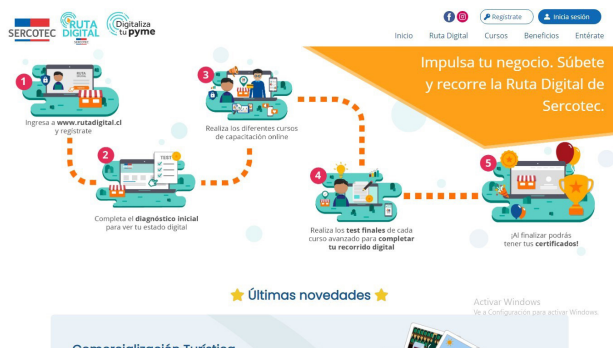 SERCOTEC
RUTA
DIGITAL
Digitaliza
tu pyme
Regístrate
Inicia sesión
Inicio
Ruta Digital
Cursos
Beneficios
Entérate
Impulsa tu negocio. Súbete
y recorre la Ruta Digital de
Sercotec.
1
Ingresa a www.rutadigital.cl
y regístrate
2
TEST
Completa el diagnóstico inicial
para ver tu estado digital
3
Realiza los diferentes cursos
de capacitación online
4
Realiza los test finales de cada
curso avanzado para completar
tu recorrido digital
5
¡Al finalizar podrás
tener tus certificados!
Últimas novedades
Activar Windows
Ve a Configuración para activar Windows.
Comercialización Turística